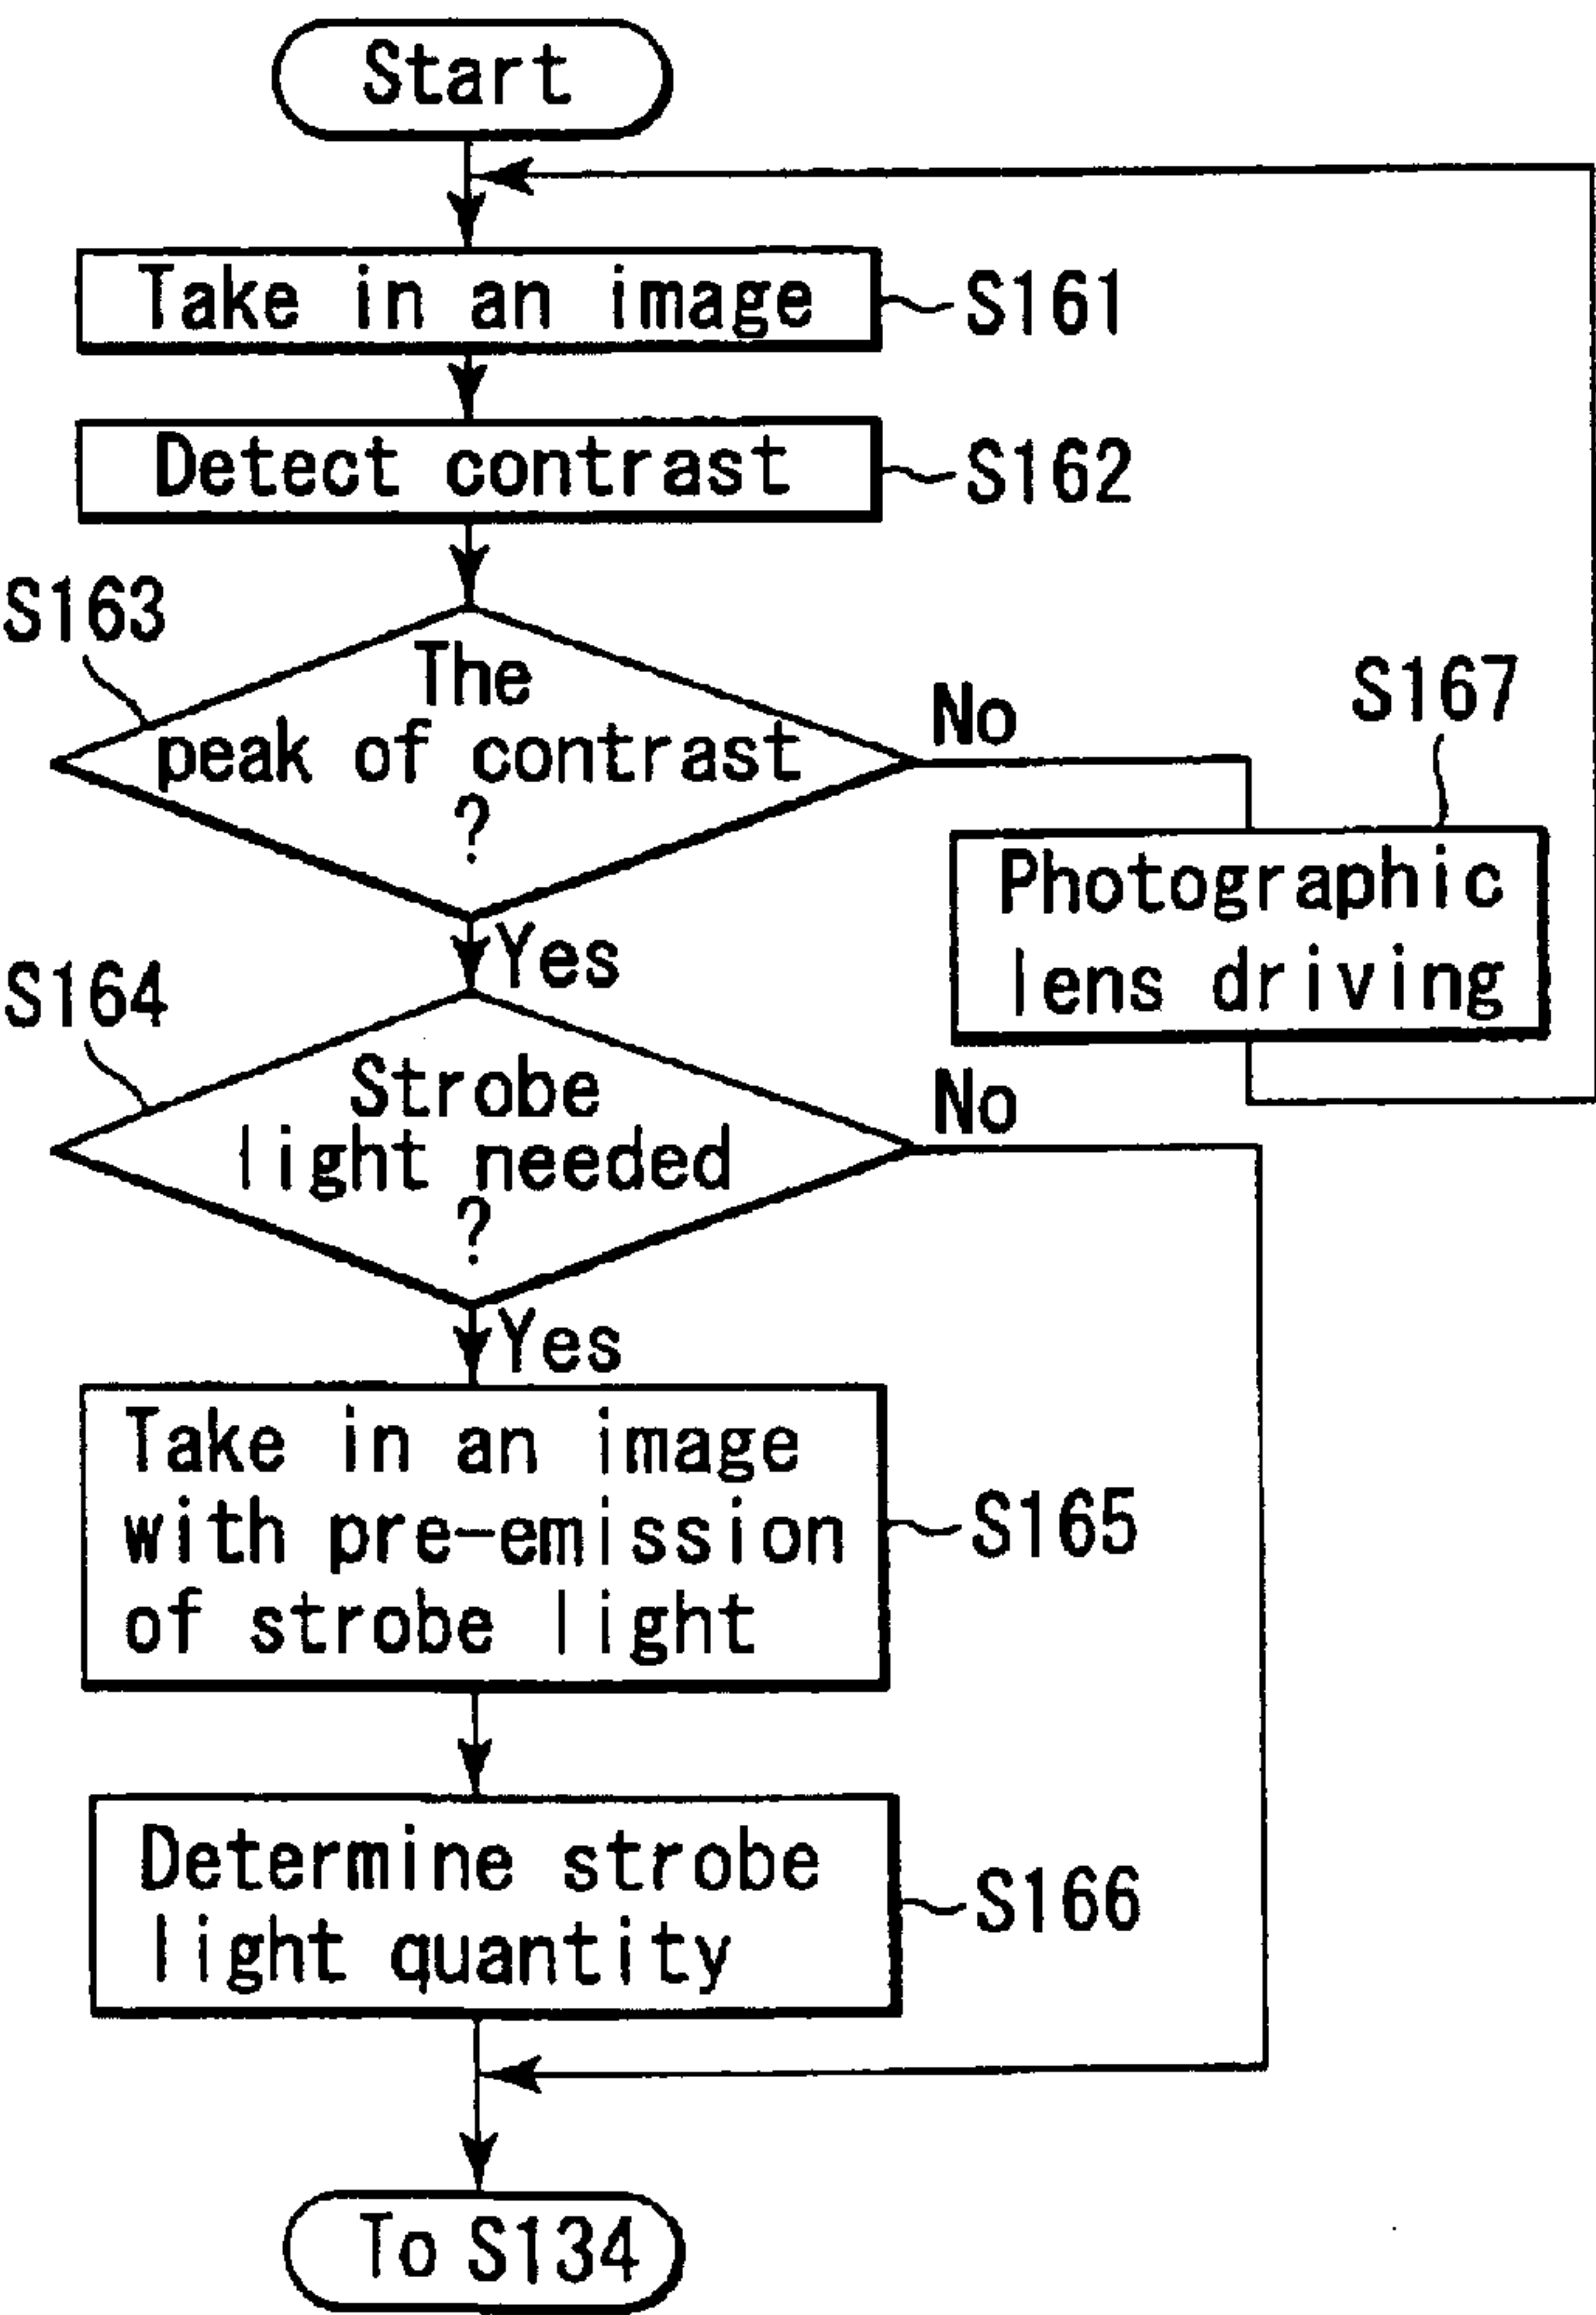 Start
Take in an image
S161
Detect contrast
S162
S163
The
peak of contrast
?
No
S167
Photographic
lens driving
Yes
S164
Strobe
light needed
?
No
Yes
Take in an image
with pre-emission
of strobe light
S165
Determine strobe
light quantity
S166
To S134